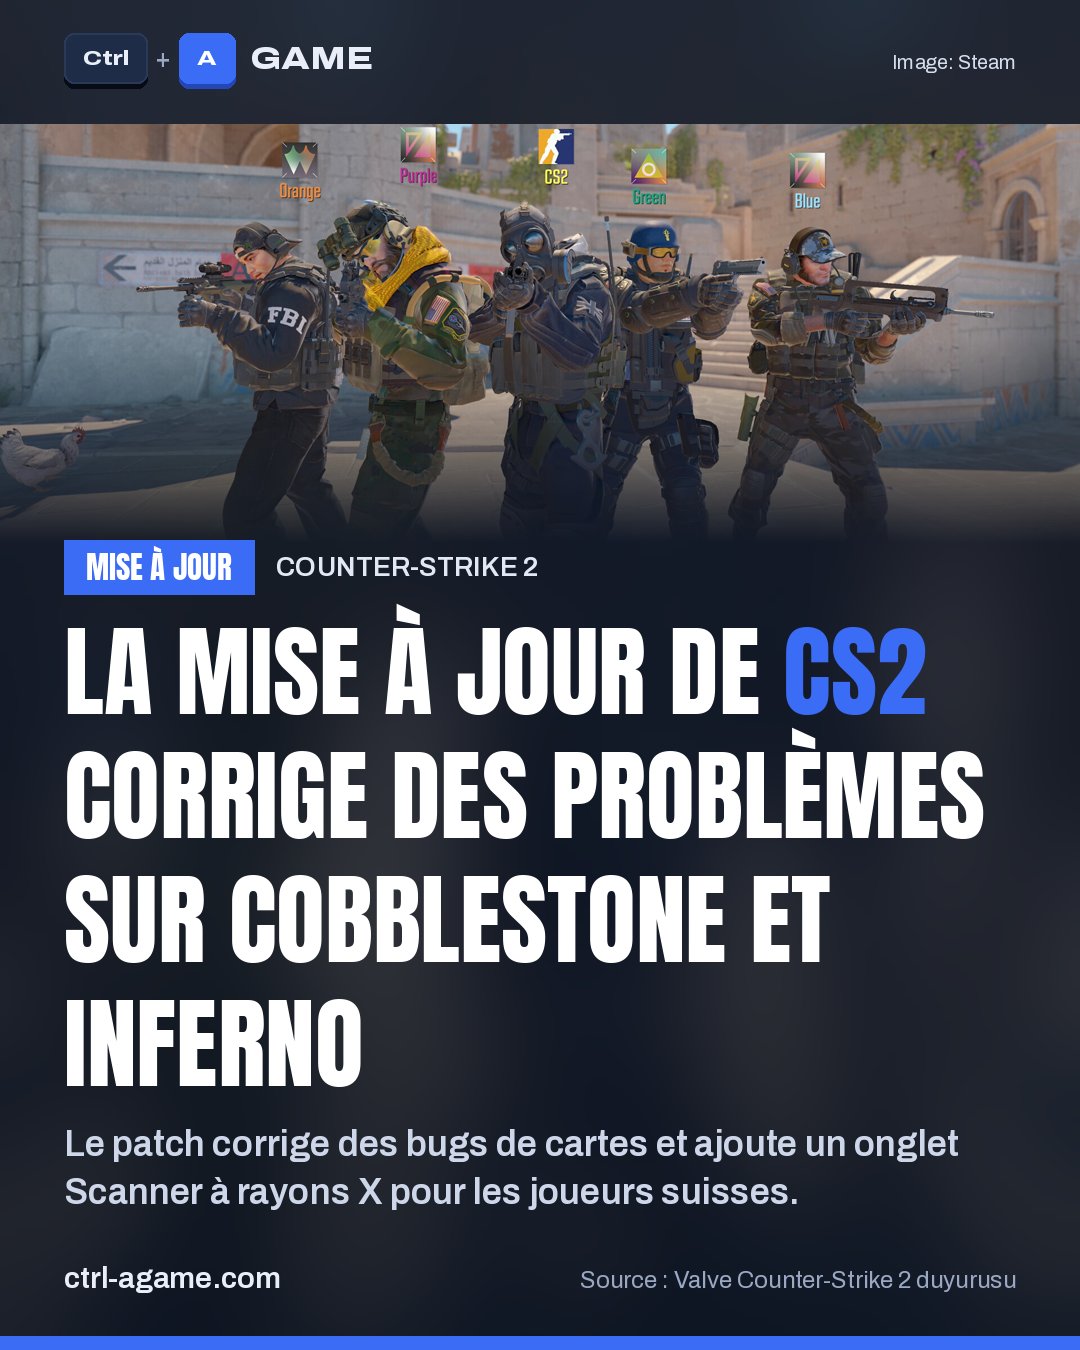 Ctrl + A GAME
Image: Steam
Orange
Purple
CS2
Green
Blue
FBI
MISE À JOUR
COUNTER-STRIKE 2
LA MISE À JOUR DE CS2
CORRIGE DES PROBLÈMES
SUR COBBLESTONE ET
INFERNO
Le patch corrige des bugs de cartes et ajoute un onglet
Scanner à rayons X pour les joueurs suisses.
ctrl-agame.com
Source : Valve Counter-Strike 2 duyurusu